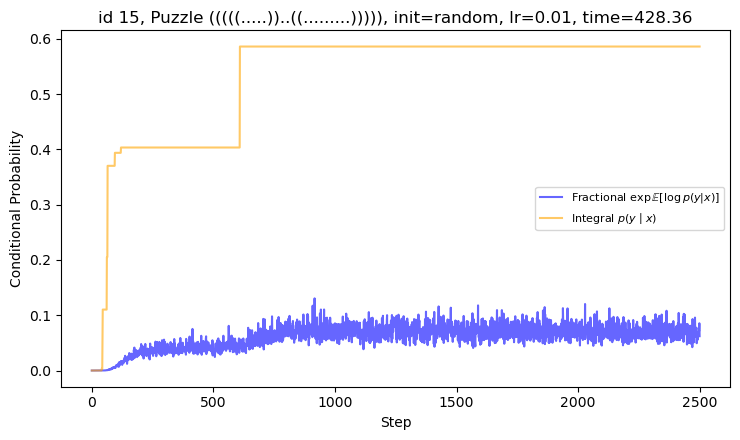 id 15, Puzzle (((((.....))..((.........))))), init=random, lr=0.01, time=428.36
0.6
0.5
0.4
0.3
0.2
0.1
0.0
Conditional Probability
Fractional exp𝔼[log p(y|x)]
Integral p(y | x)
0 500 1000 1500 2000 2500
Step